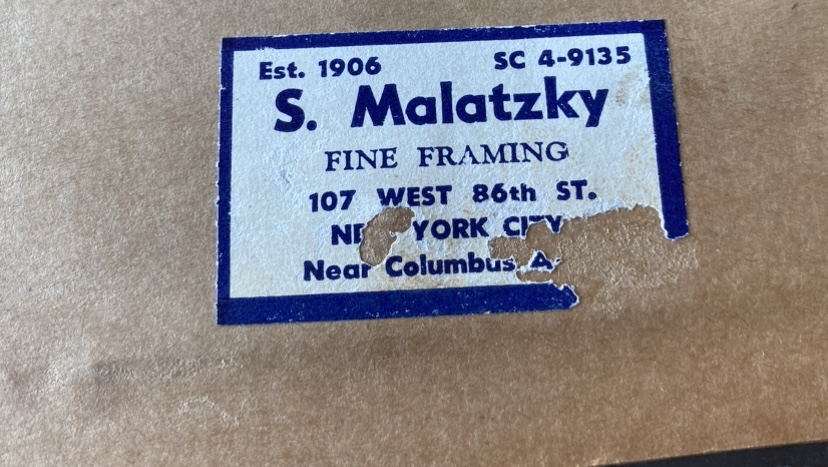 Est. 1906 SC 4-9135
S. Malatzky
FINE FRAMING
107 WEST 86th ST.
YORK CITY
Near Columbus